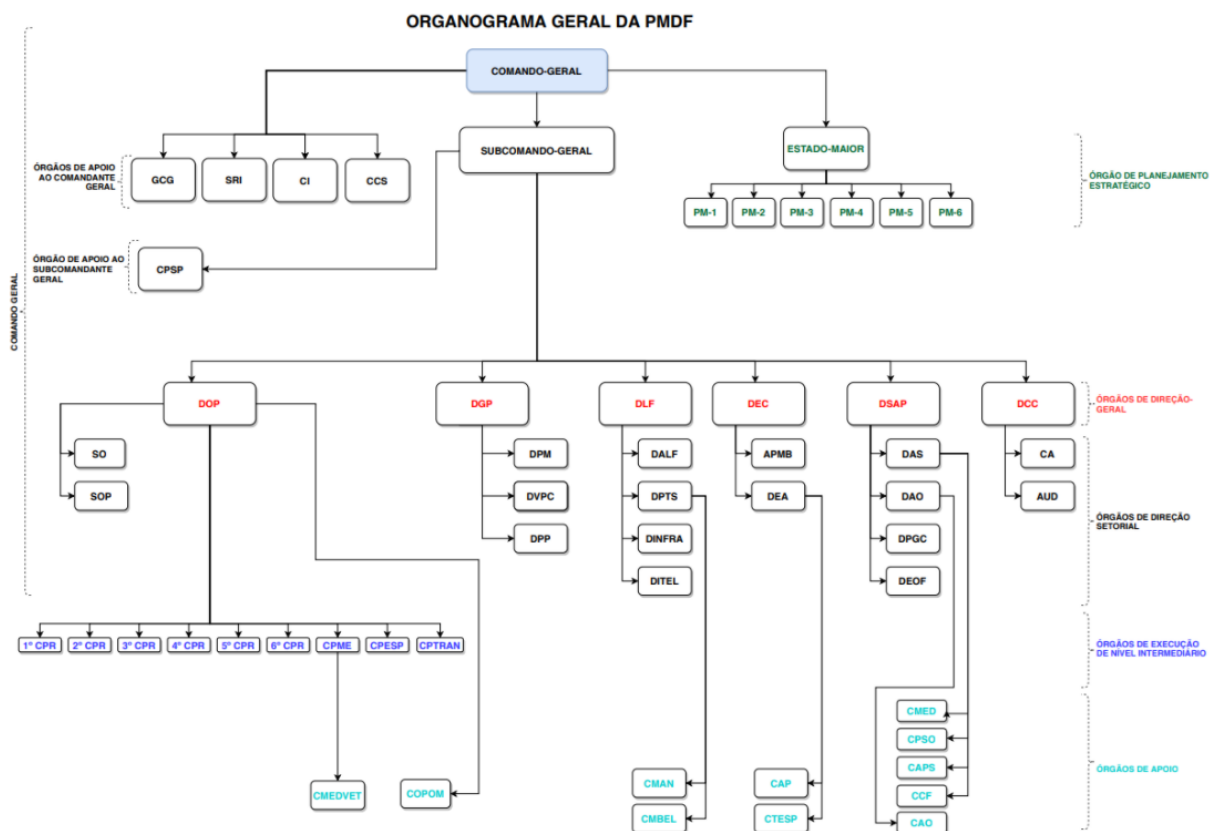 ORGANOGRAMA GERAL DA PMDF
COMANDO-GERAL
SUBCOMANDO-GERAL
ESTADO-MAIOR
ÓRGÃOS DE APOIO
AO COMANDANTE
GERAL
GCG
SRI
CI
CCS
ÓRGÃO DE PLANEJAMENTO
ESTRATÉGICO
PM-1
PM-2
PM-3
PM-4
PM-5
PM-6
ÓRGÃO DE APOIO AO
SUBCOMANDANTE
GERAL
CPSP
COMANDO GERAL
DOP
DGP
DLF
DEC
DSAP
DCC
ÓRGÃOS DE DIREÇÃO-
GERAL
SO
DPM
DALF
APMB
DAS
CA
SOP
DVPC
DPTS
DEA
DAO
AUD
ÓRGÃOS DE DIREÇÃO
SETORIAL
DPP
DINFRA
DPGC
DITEL
DEOF
1º CPR
2º CPR
3º CPR
4º CPR
5º CPR
6º CPR
CPME
CPESP
CPTRAN
ÓRGÃOS DE EXECUÇÃO
DE NÍVEL INTERMEDIÁRIO
CMED
CPSO
CAPS
CCF
CAO
ÓRGÃOS DE APOIO
CMEDVET
COPOM
CMAN
CAP
CMBEL
CTESP